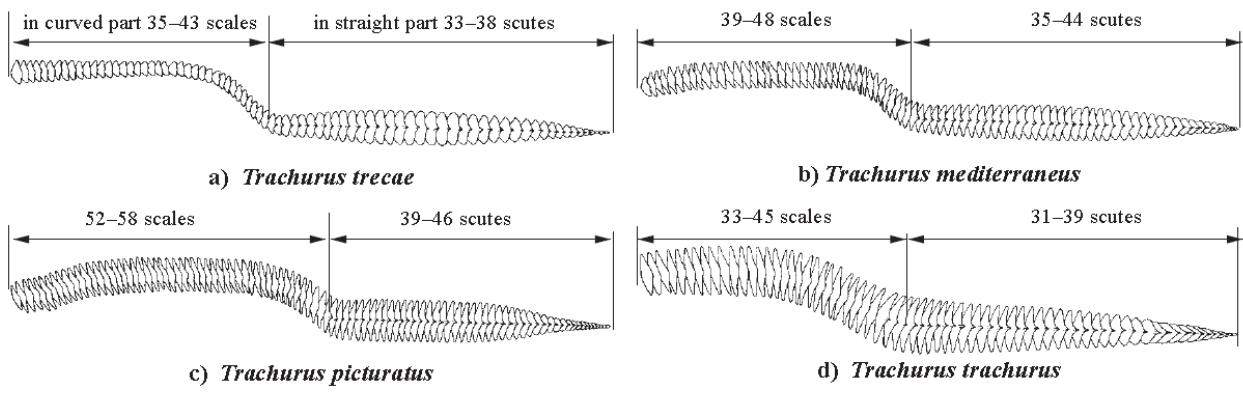 in curved part 35–43 scales
in straight part 33–38 scutes
39–48 scales
35–44 scutes
a) Trachurus trecae
b) Trachurus mediterraneus
52–58 scales
39–46 scutes
33–45 scales
31–39 scutes
c) Trachurus picturatus
d) Trachurus trachurus